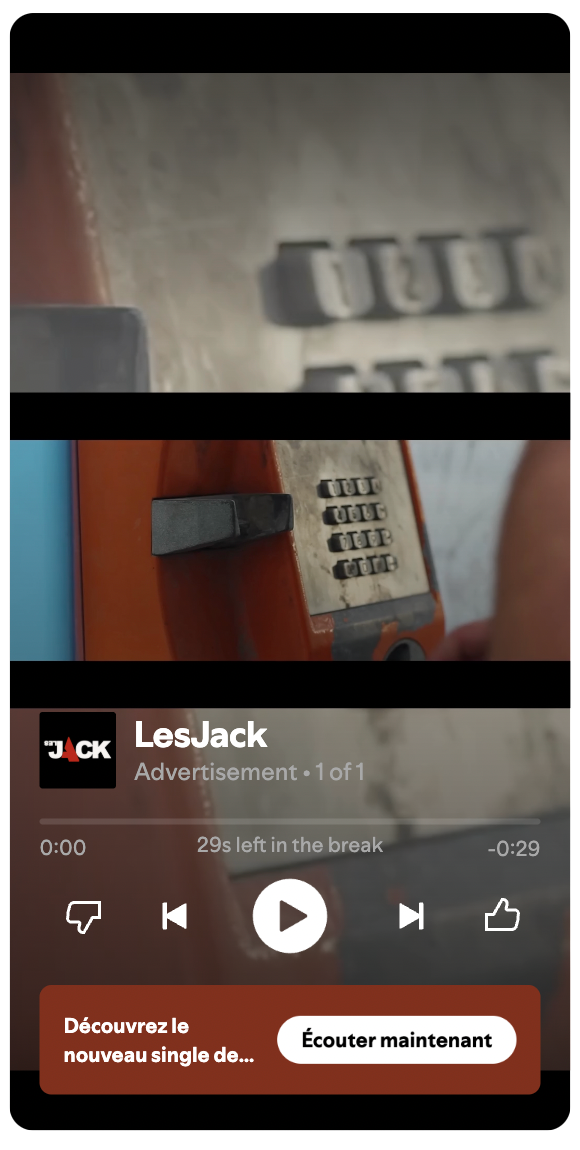 LesJack
Advertisement • 1 of 1
0:00
29s left in the break
-0:29
Découvrez le
nouveau single de...
Écouter maintenant
JACK